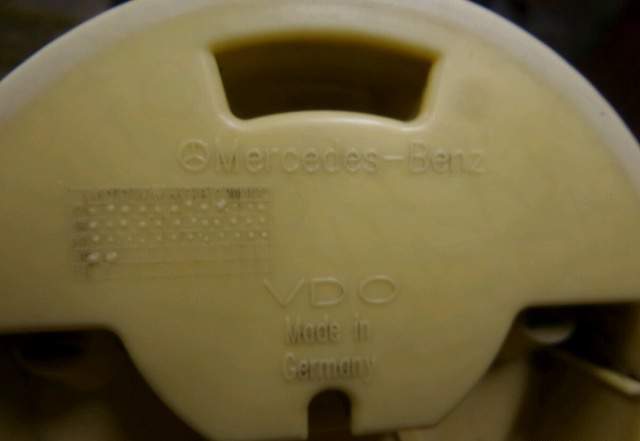 Mercedes-Benz
VDO
Made in
Germany